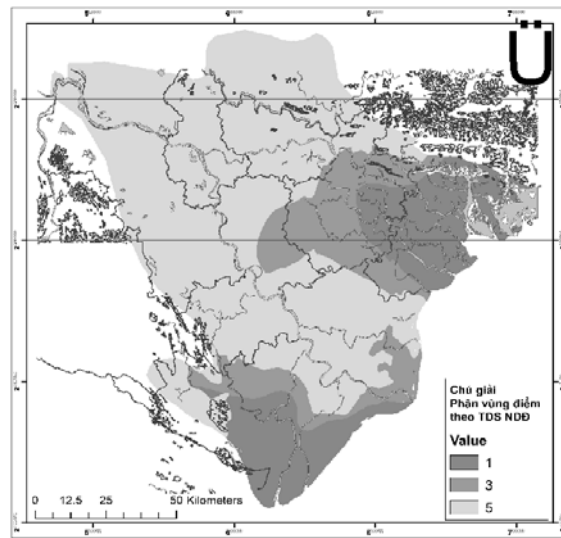 Ü
Chú giải
Phân vùng điểm
theo TDS NDĐ
Value
1
3
5
0 12.5 25 50 Kilometers